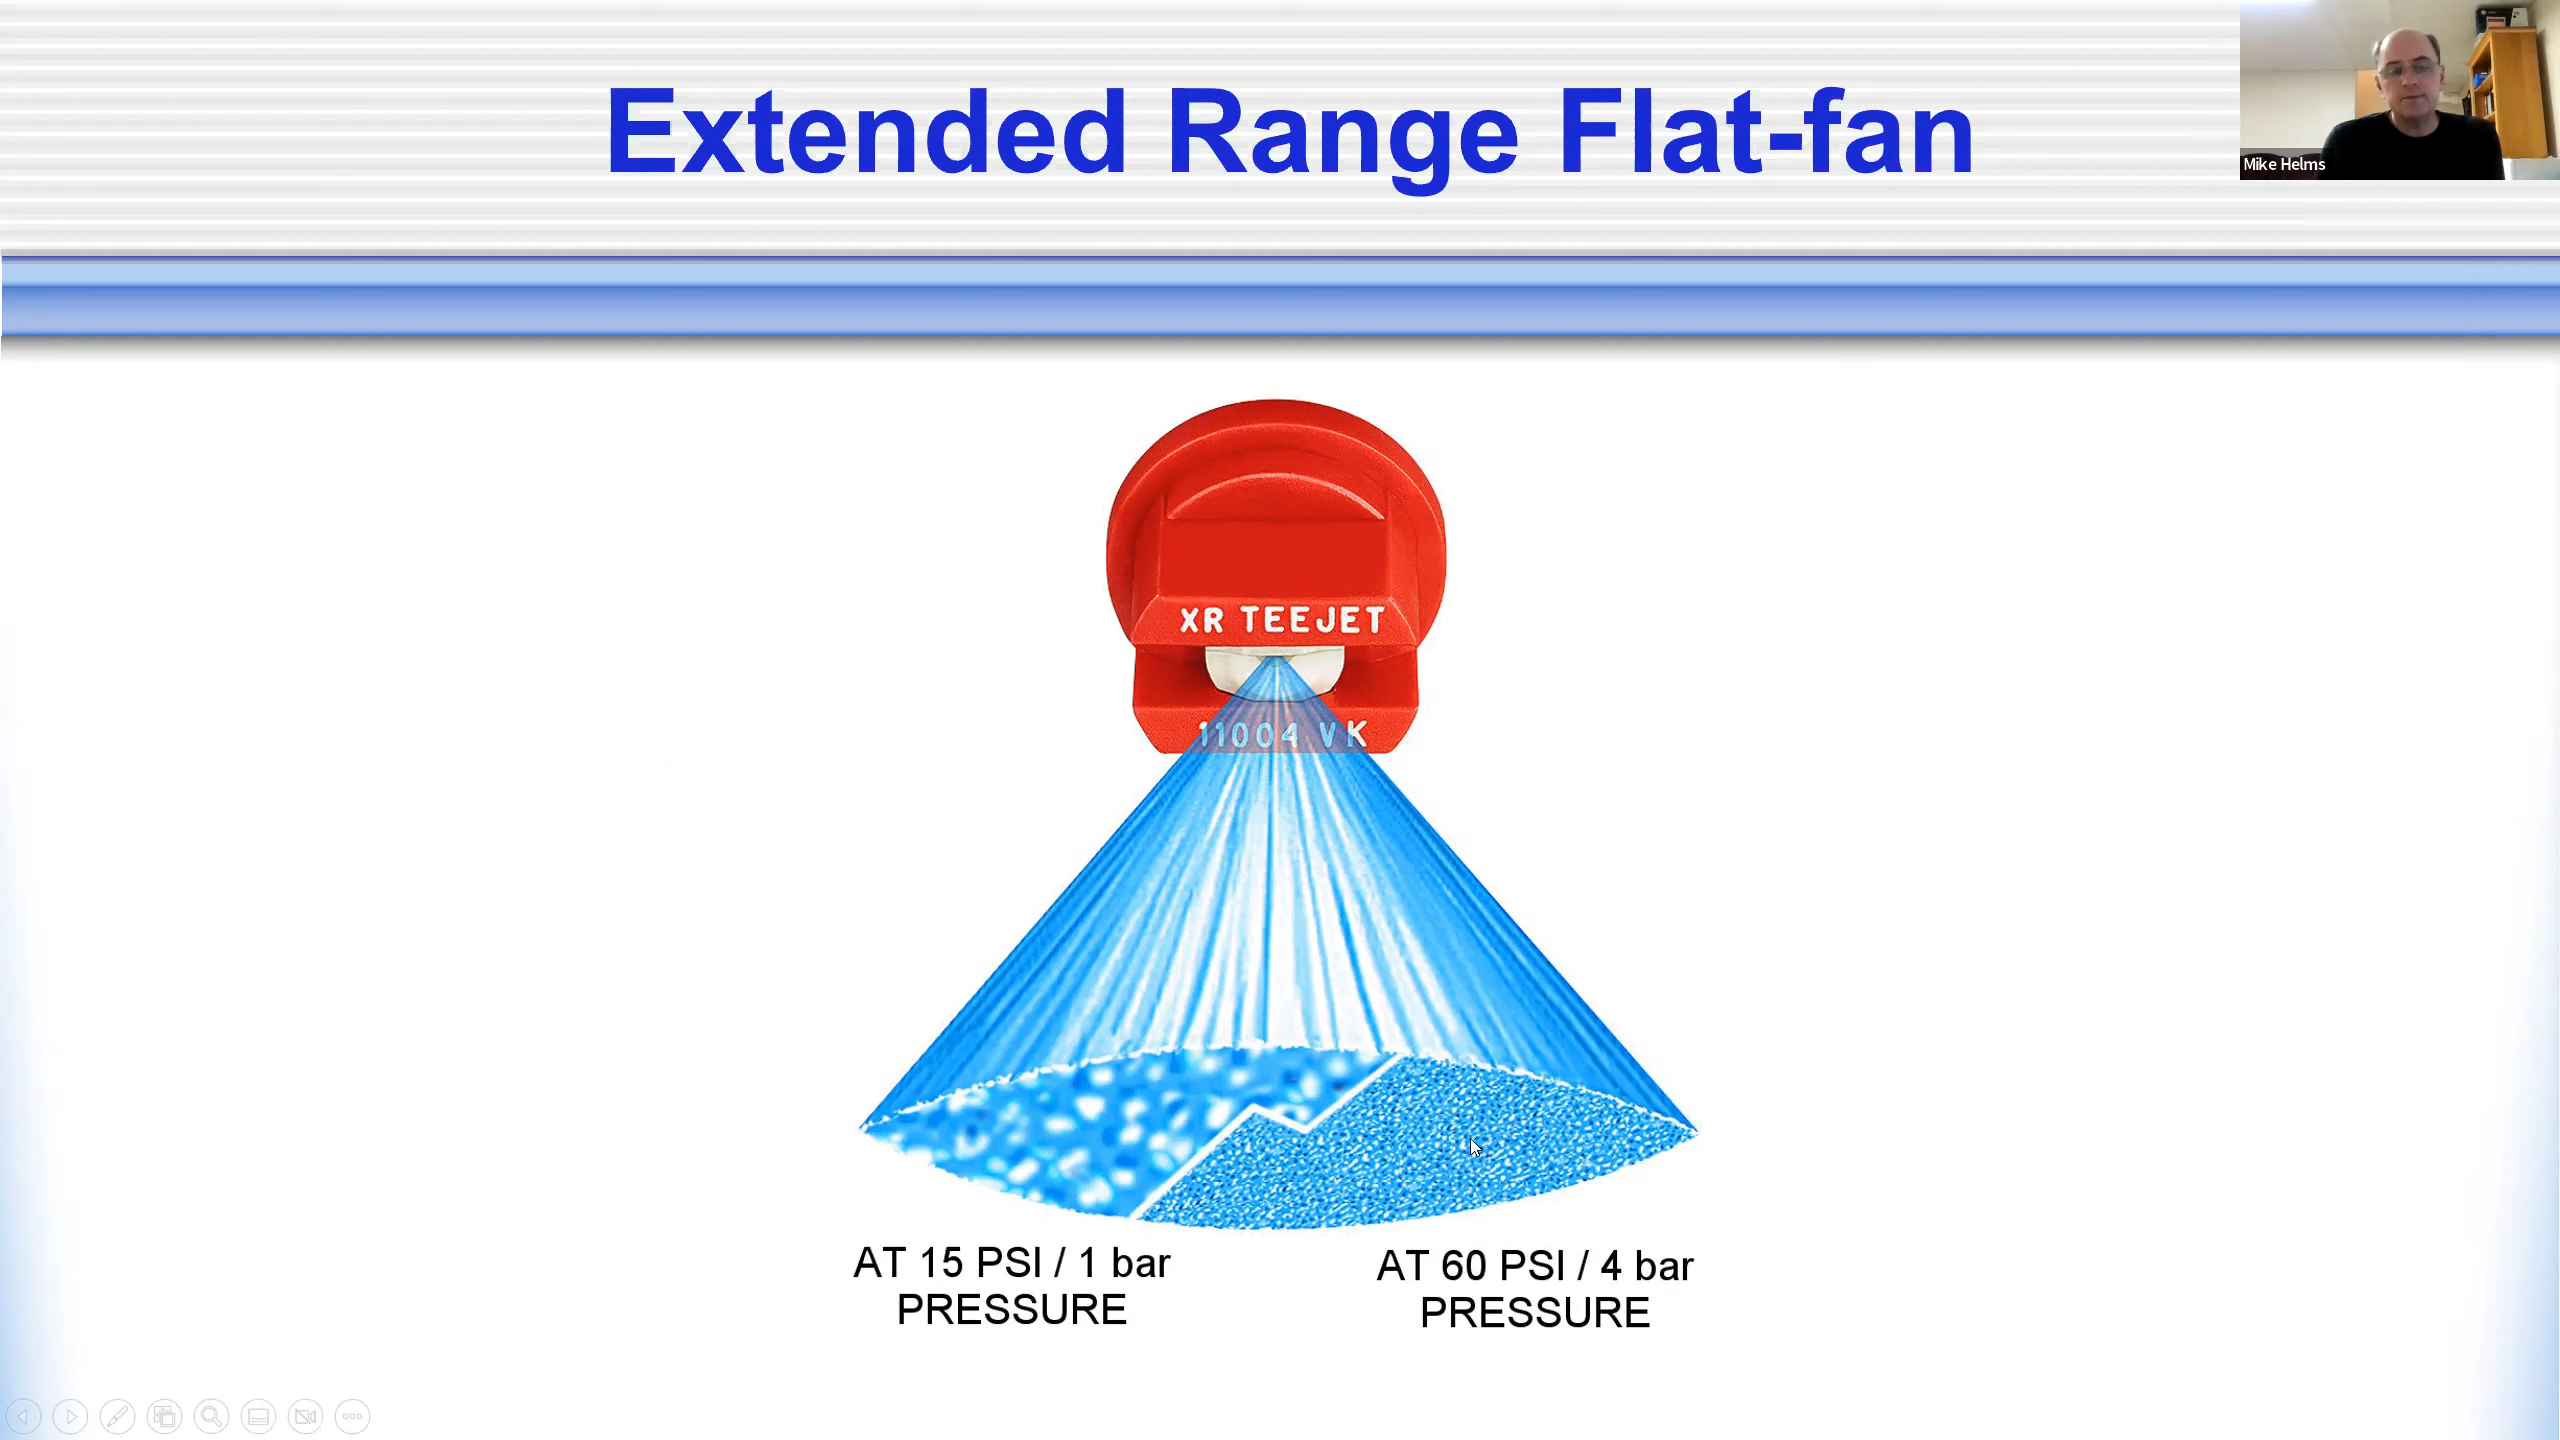 Extended Range Flat-fan
Mike Helms
XR TEEJET
11004 VK
AT 15 PSI / 1 bar
PRESSURE
AT 60 PSI / 4 bar
PRESSURE